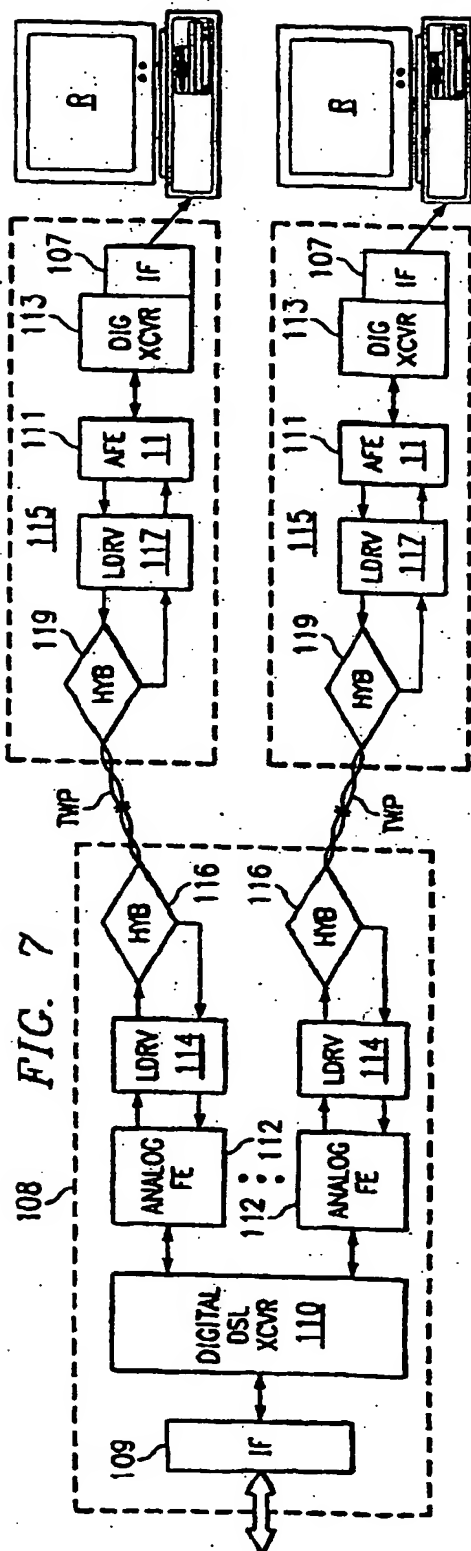 FIG. 7
108
109
IF
DIGITAL
DSL
XCVR
110
ANALOG
FE
112
LDRV
114
HYB
116
TWP
119
HYB
115
LDRV
117
111
AFE
11
113
DIG
XCVR
107
IF
R
112
ANALOG
FE
LDRV
114
116
HYB
TWP
119
HYB
115
LDRV
117
111
AFE
11
113
DIG
XCVR
107
IF
R